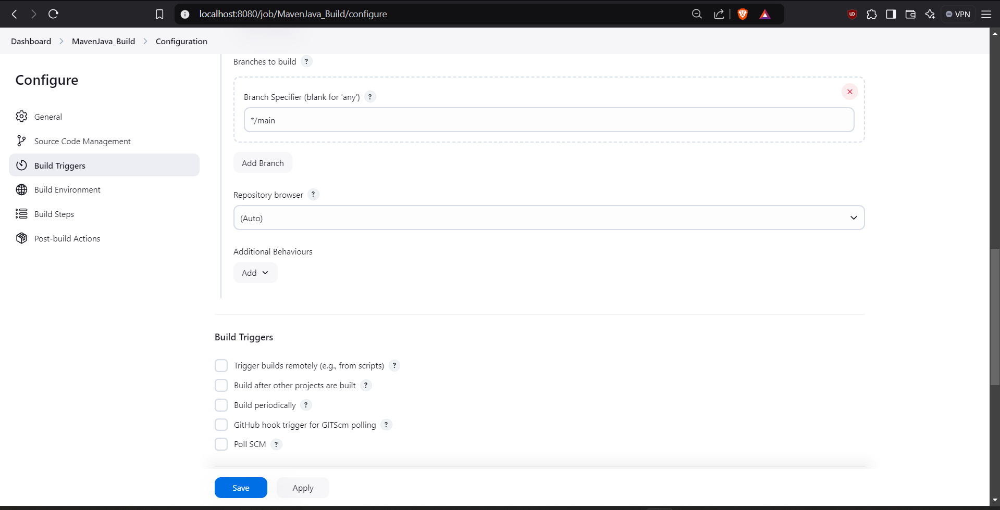 localhost:8080/job/MavenJava_Build/configure
VPN
Dashboard > MavenJava_Build > Configuration
Configure
General
Source Code Management
Build Triggers
Build Environment
Build Steps
Post-build Actions
Branches to build ?
Branch Specifier (blank for 'any') ?
*/main
Add Branch
Repository browser ?
(Auto)
Additional Behaviours
Add
Build Triggers
Trigger builds remotely (e.g., from scripts) ?
Build after other projects are built ?
Build periodically ?
GitHub hook trigger for GITScm polling ?
Poll SCM ?
Save
Apply